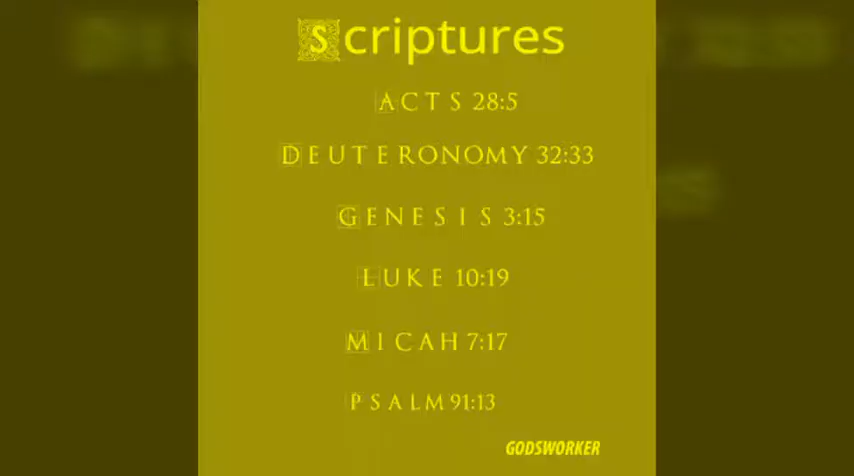 Scriptures
ACTS 28:5
DEUTERONOMY 32:33
GENESIS 3:15
LUKE 10:19
MICAH 7:17
PSALM 91:13
GODSWORKER